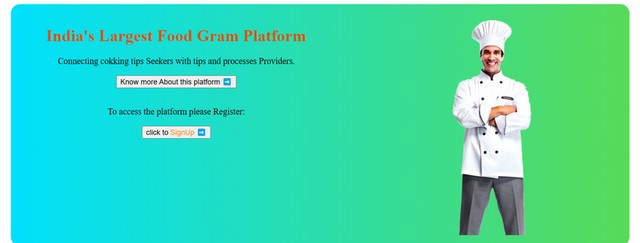 India's Largest Food Gram Platform
Connecting cokking tips Seekers with tips and processes Providers.
Know more About this platform ➡️
To access the platform please Register:
click to SignUp ➡️